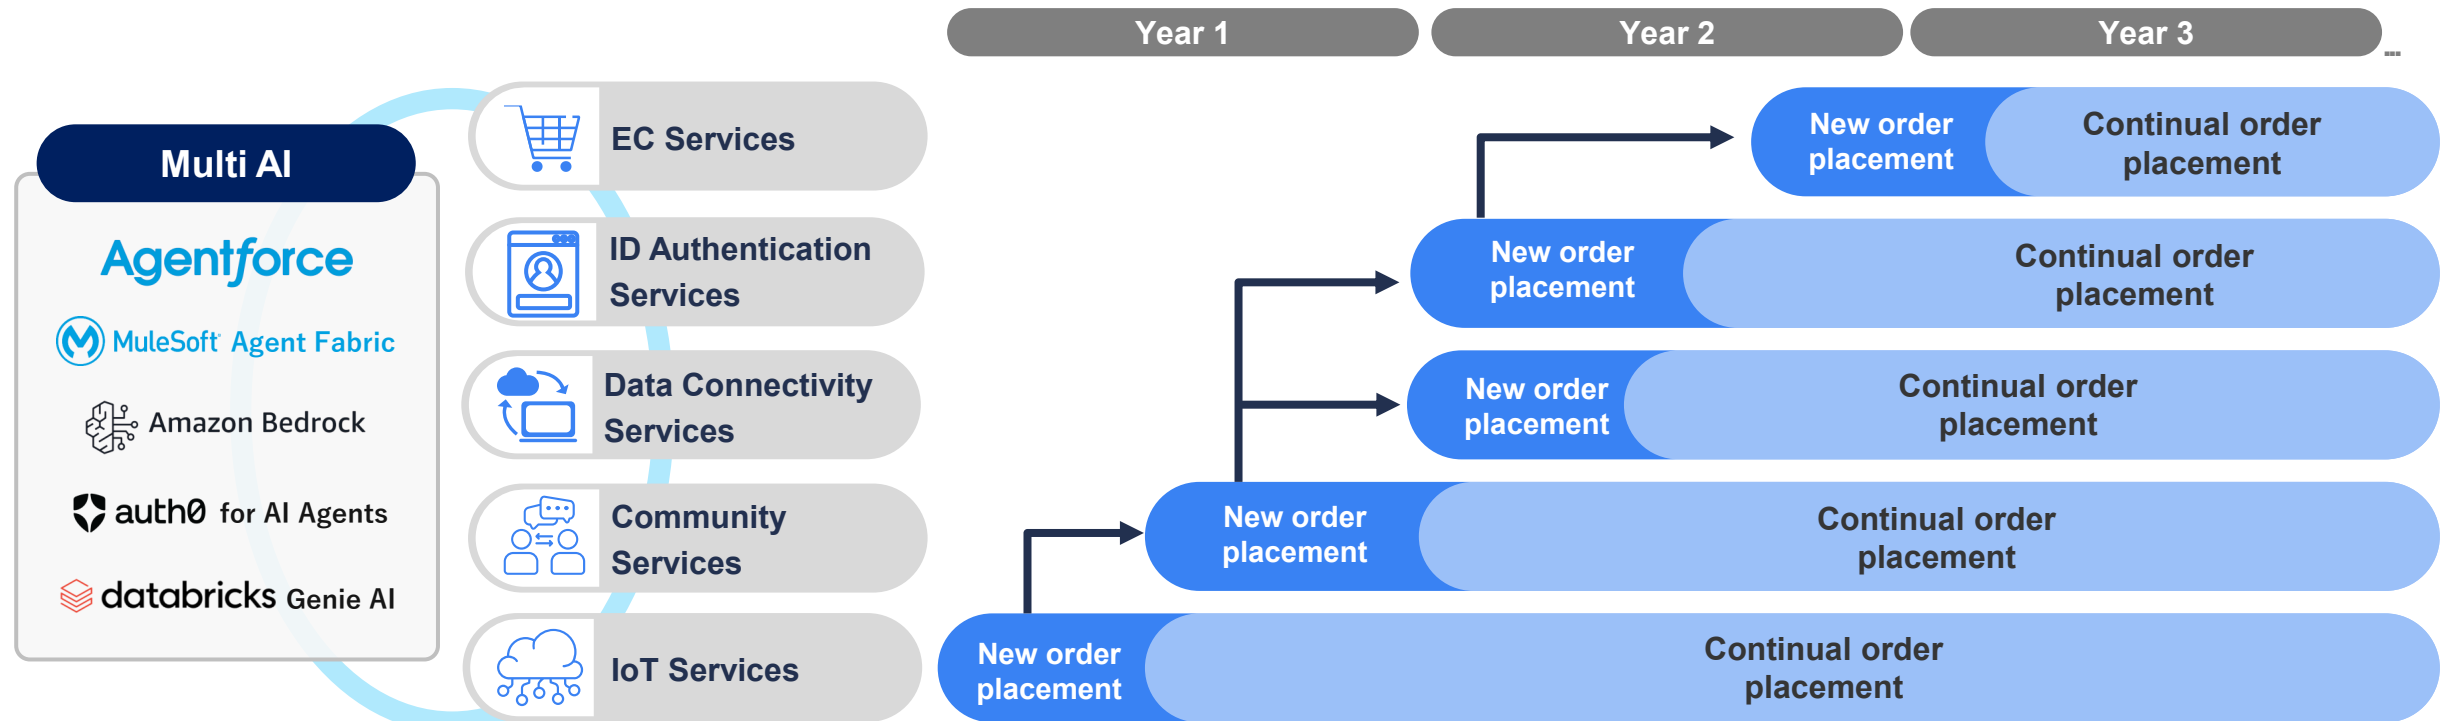 Year 1
Year 2
Year 3
...
Multi AI
Agentforce
MuleSoft Agent Fabric
Amazon Bedrock
auth0 for AI Agents
databricks Genie AI
EC Services
New order
placement
Continual order
placement
ID Authentication
Services
New order
placement
Continual order
placement
Data Connectivity
Services
New order
placement
Continual order
placement
Community
Services
New order
placement
Continual order
placement
IoT Services
New order
placement
Continual order
placement